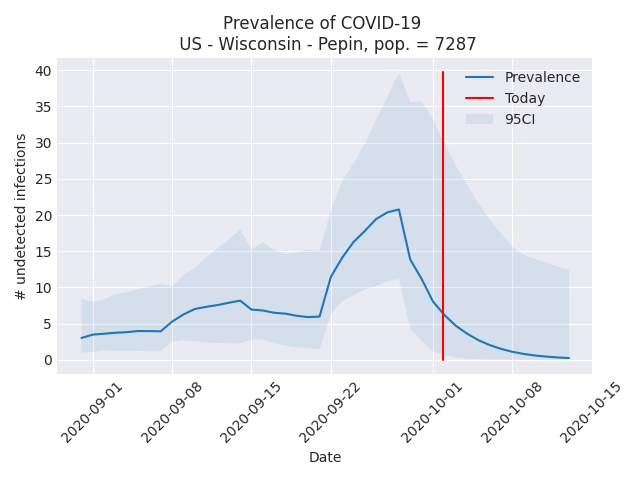 Prevalence of COVID-19
US - Wisconsin - Pepin, pop. = 7287
40
35
30
25
20
15
10
5
0
# undetected infections
Prevalence
Today
95CI
2020-09-01
2020-09-08
2020-09-15
2020-09-22
2020-10-01
2020-10-08
2020-10-15
Date